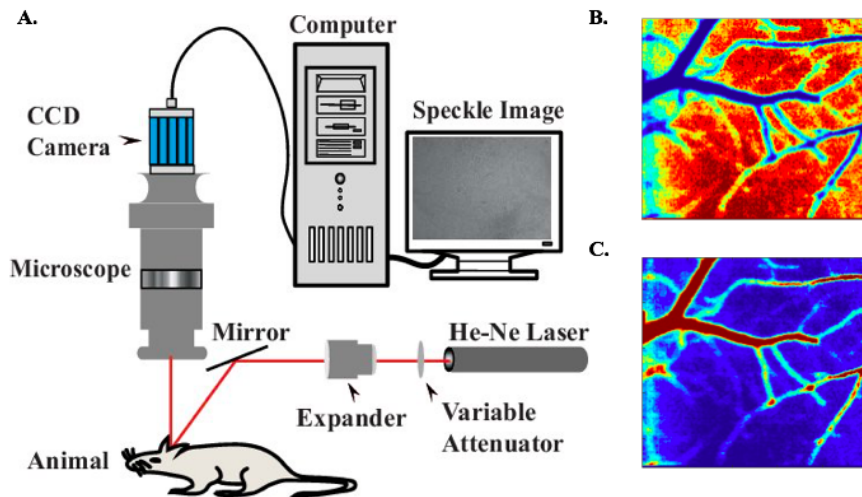 A.
Computer
CCD
Camera
Speckle Image
Microscope
Mirror
He-Ne Laser
Expander
Variable
Attenuator
Animal
B.
C.